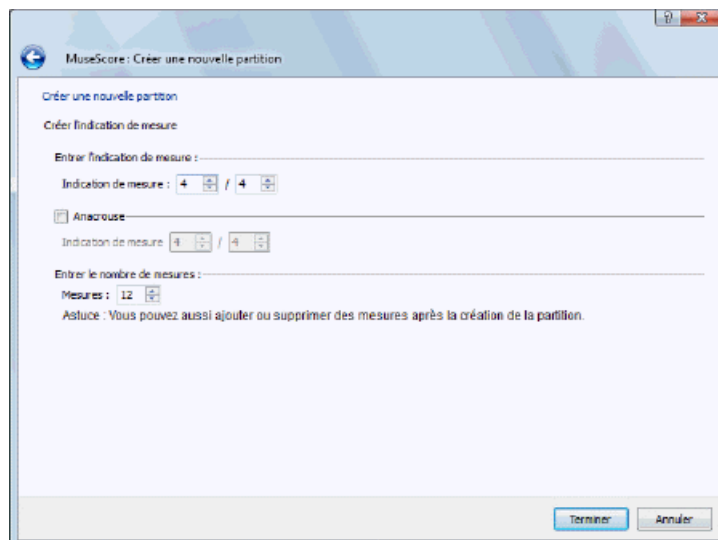 MuseScore : Créer une nouvelle partition
Créer une nouvelle partition
Créer l'indication de mesure
Entrer l'indication de mesure :
Indication de mesure : 4 / 4
Anacrouse
Indication de mesure 4 / 4
Entrer le nombre de mesures :
Mesures : 12
Astuce : Vous pouvez aussi ajouter ou supprimer des mesures après la création de la partition.
Terminer Annuler